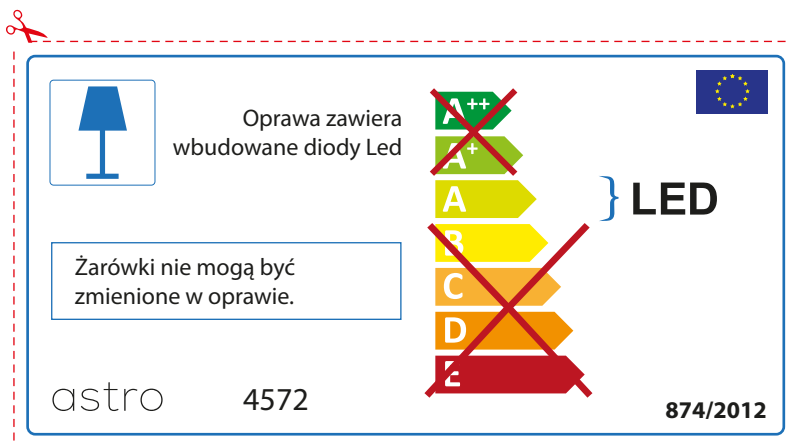 Oprawa zawiera
wbudowane diody Led
A++
A+
A
B
C
D
E
LED
Żarówki nie mogą być
zmienione w oprawie.
astro
4572
874/2012